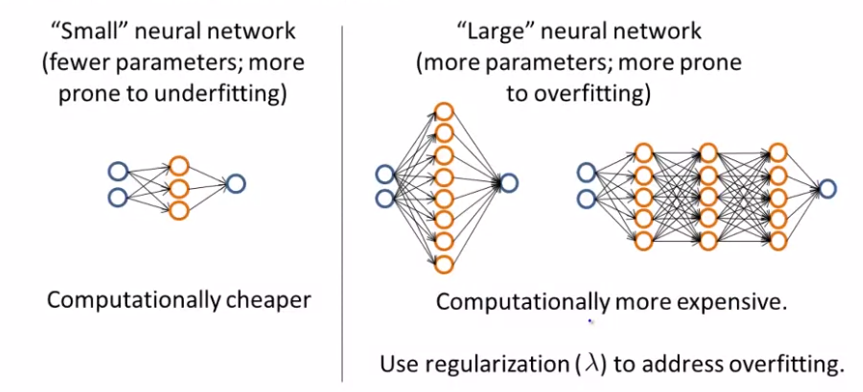 “Small” neural network
(fewer parameters; more
prone to underfitting)
Computationally cheaper
“Large” neural network
(more parameters; more prone
to overfitting)
Computationally more expensive.
Use regularization (λ) to address overfitting.